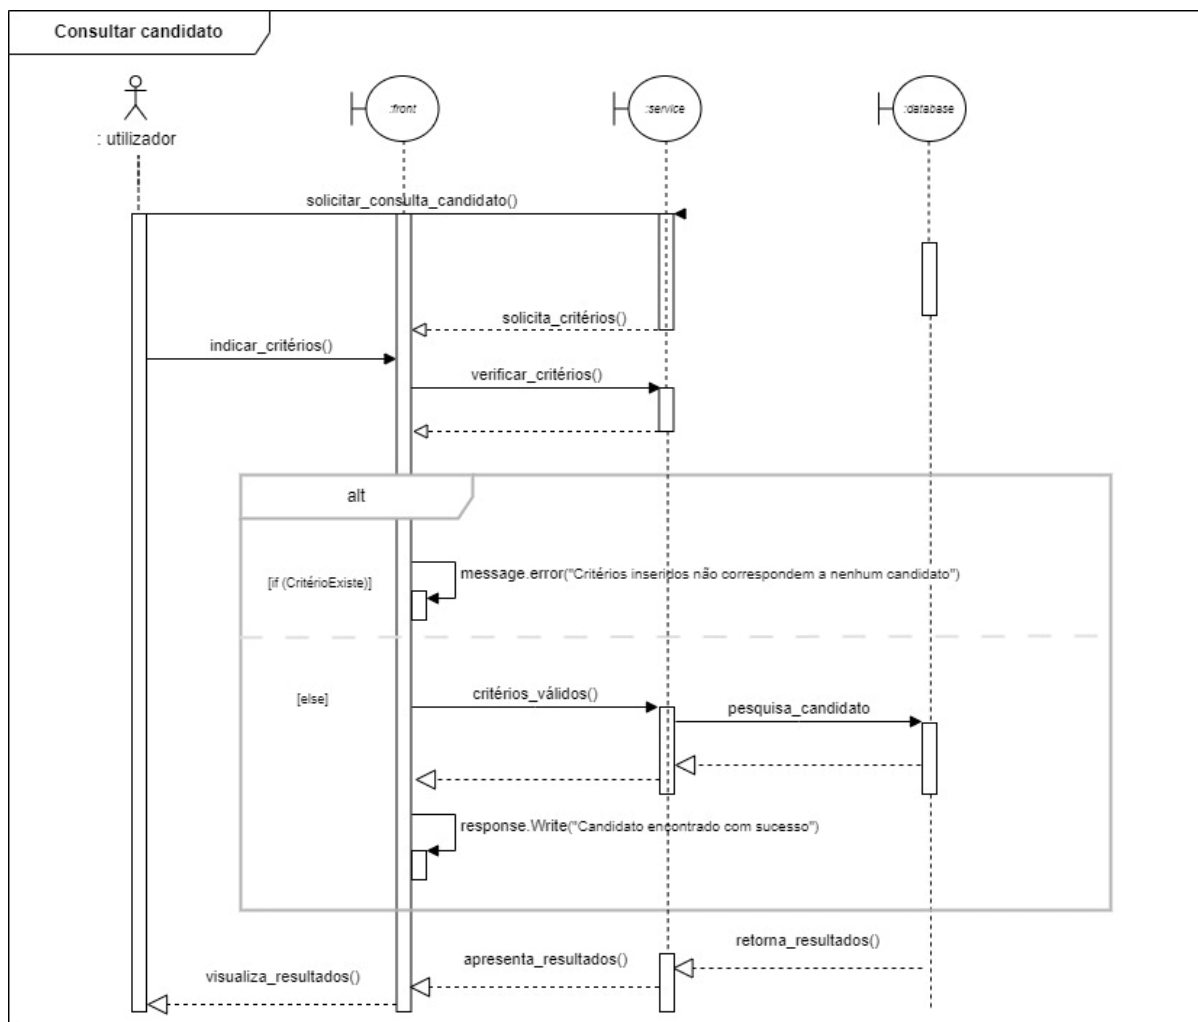 Consultar candidato
: utilizador
:front
:service
:database
solicitar_consulta_candidato()
solicita_critérios()
indicar_critérios()
verificar_critérios()
alt
[if (CritérioExiste)]
message.error("Critérios inseridos não correspondem a nenhum candidato")
[else]
critérios_válidos()
pesquisa_candidato
response.Write("Candidato encontrado com sucesso")
retorna_resultados()
apresenta_resultados()
visualiza_resultados()